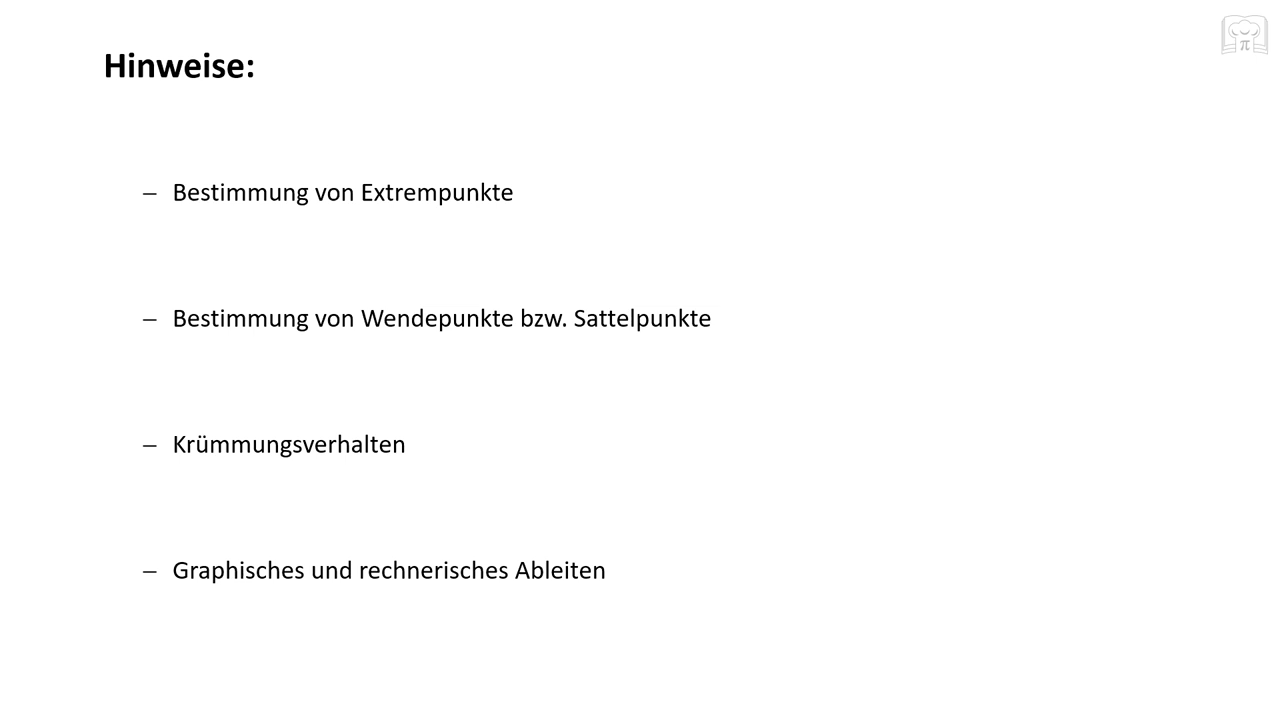 Hinweise:
– Bestimmung von Extrempunkte
– Bestimmung von Wendepunkte bzw. Sattelpunkte
– Krümmungsverhalten
– Graphisches und rechnerisches Ableiten
π